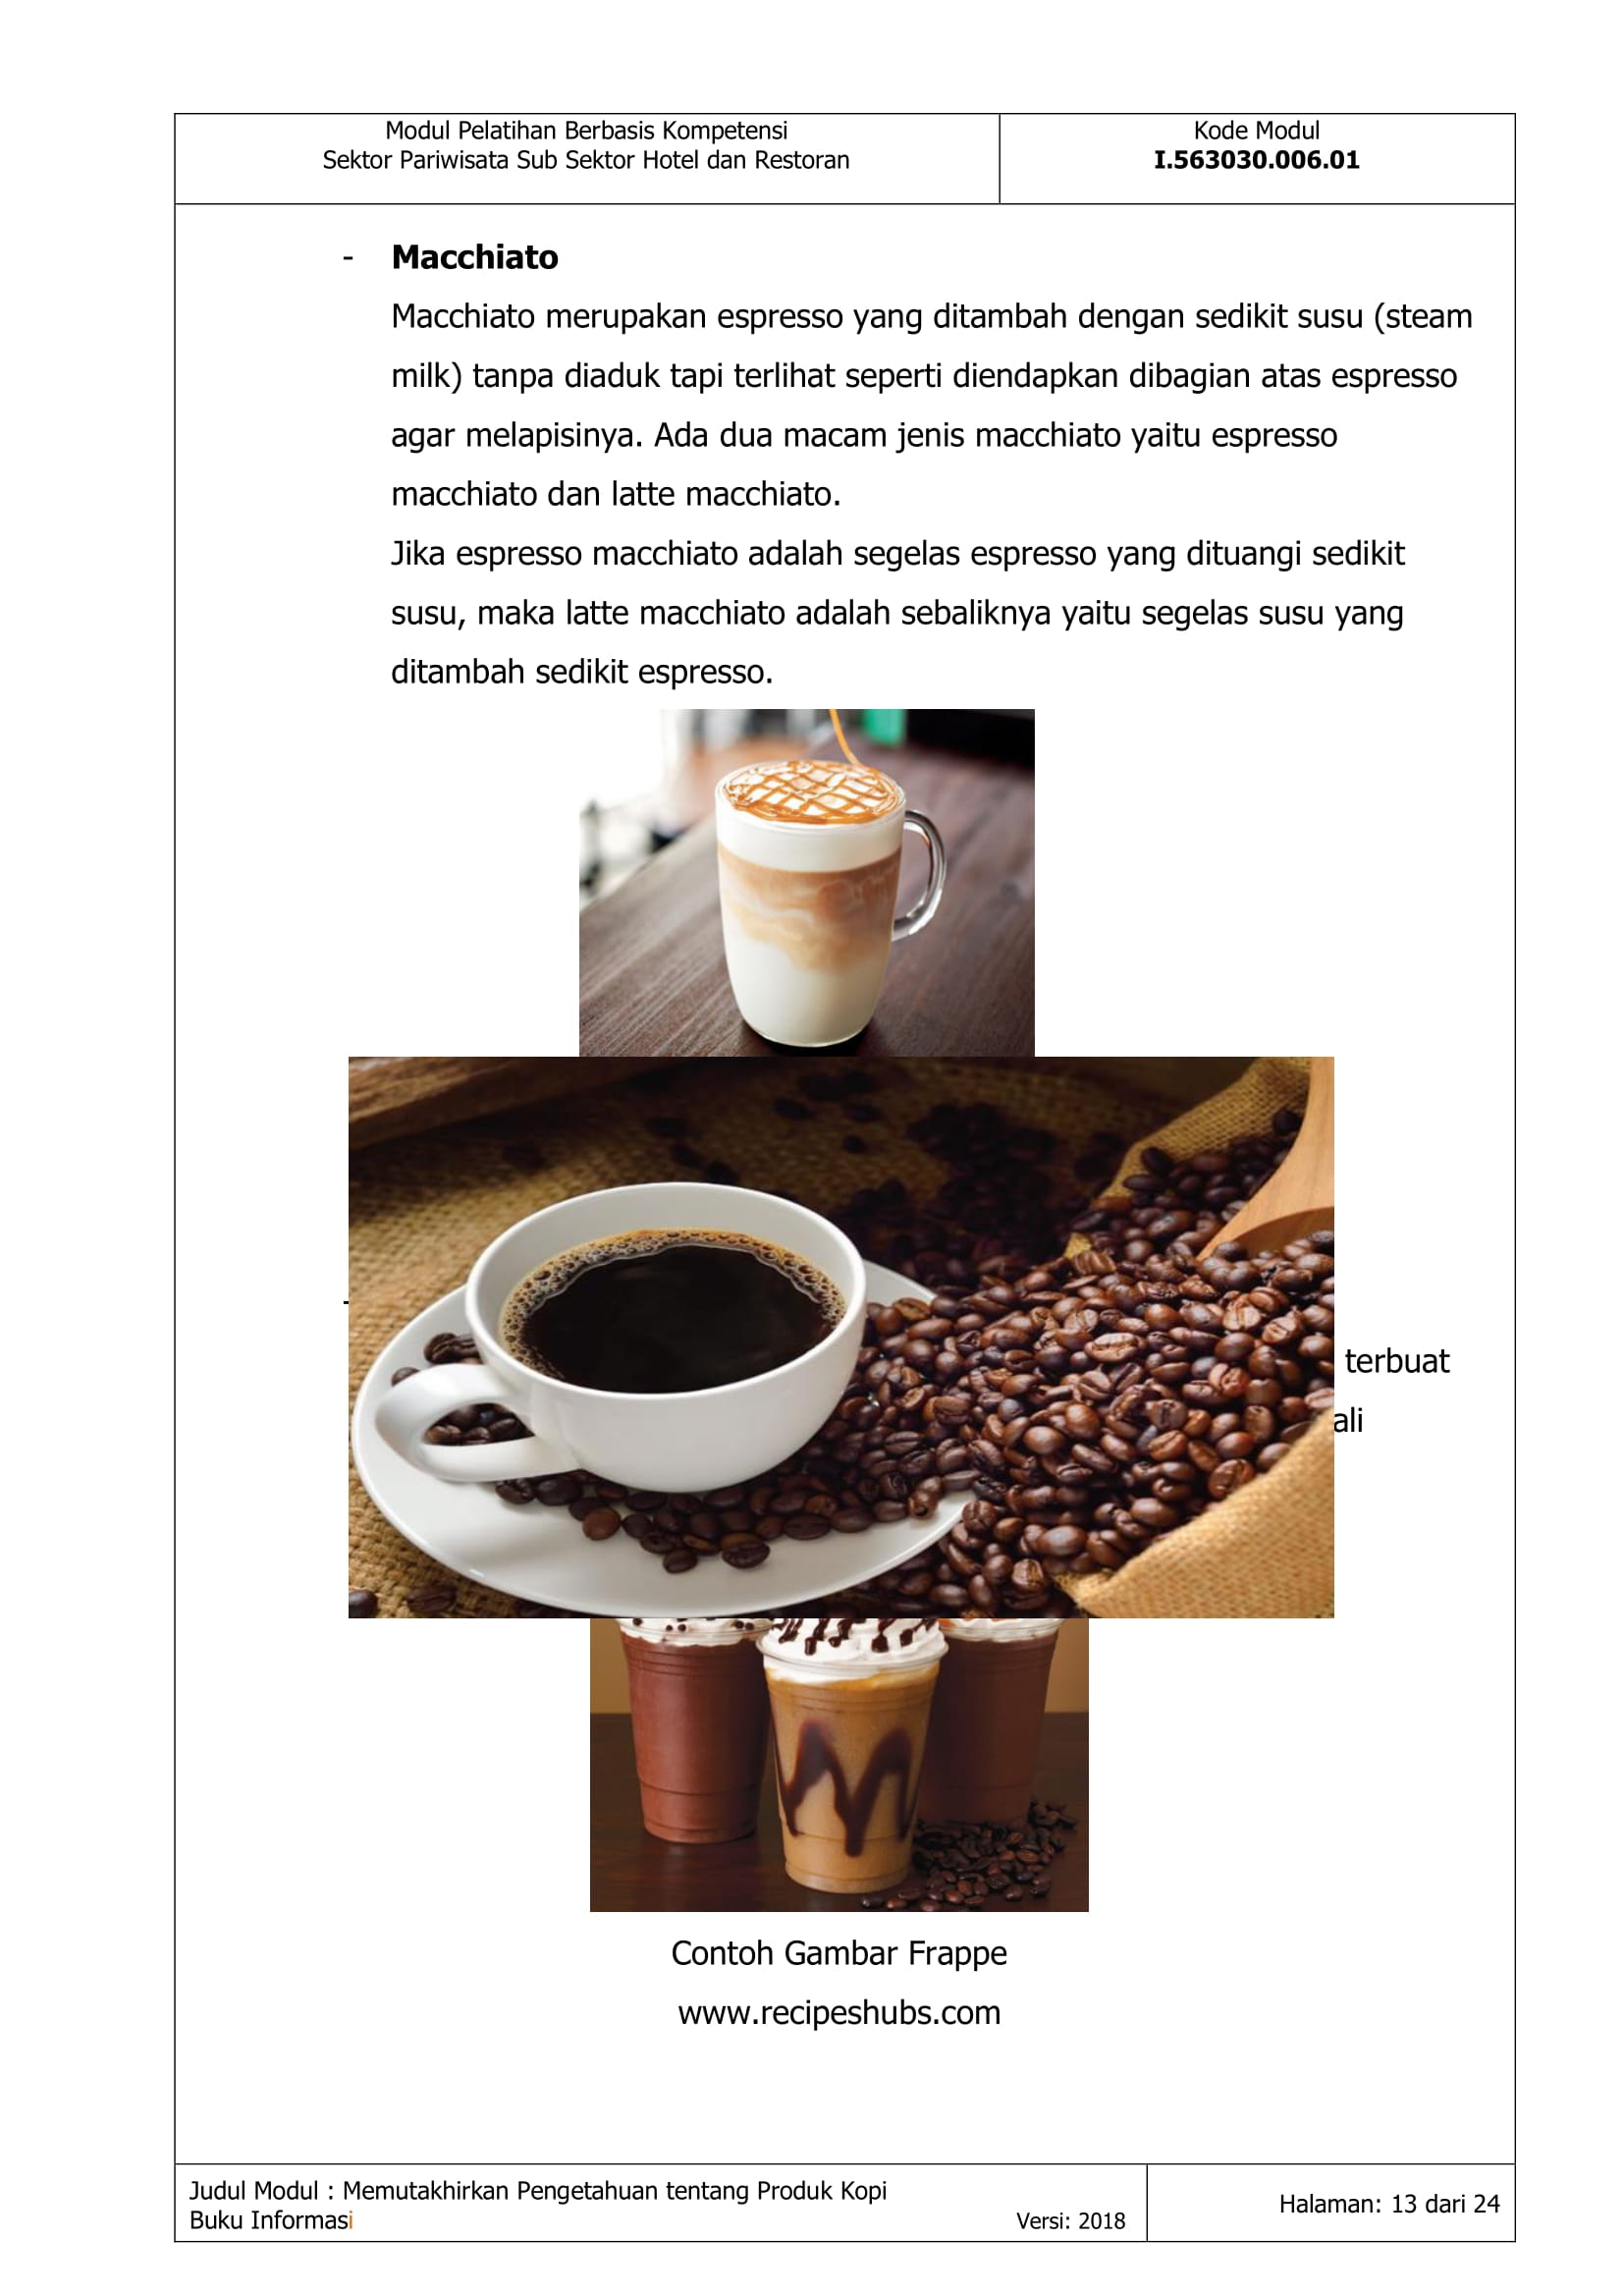 Modul Pelatihan Berbasis Kompetensi
Sektor Pariwisata Sub Sektor Hotel dan Restoran
Kode Modul
I.563030.006.01
- Macchiato
Macchiato merupakan espresso yang ditambah dengan sedikit susu (steam
milk) tanpa diaduk tapi terlihat seperti diendapkan dibagian atas espresso
agar melapisinya. Ada dua macam jenis macchiato yaitu espresso
macchiato dan latte macchiato.
Jika espresso macchiato adalah segelas espresso yang dituangi sedikit
susu, maka latte macchiato adalah sebaliknya yaitu segelas susu yang
ditambah sedikit espresso.
-
terbuat
ali
Contoh Gambar Frappe
www.recipeshubs.com
Judul Modul : Memutakhirkan Pengetahuan tentang Produk Kopi
Buku Informasi
Versi: 2018
Halaman: 13 dari 24